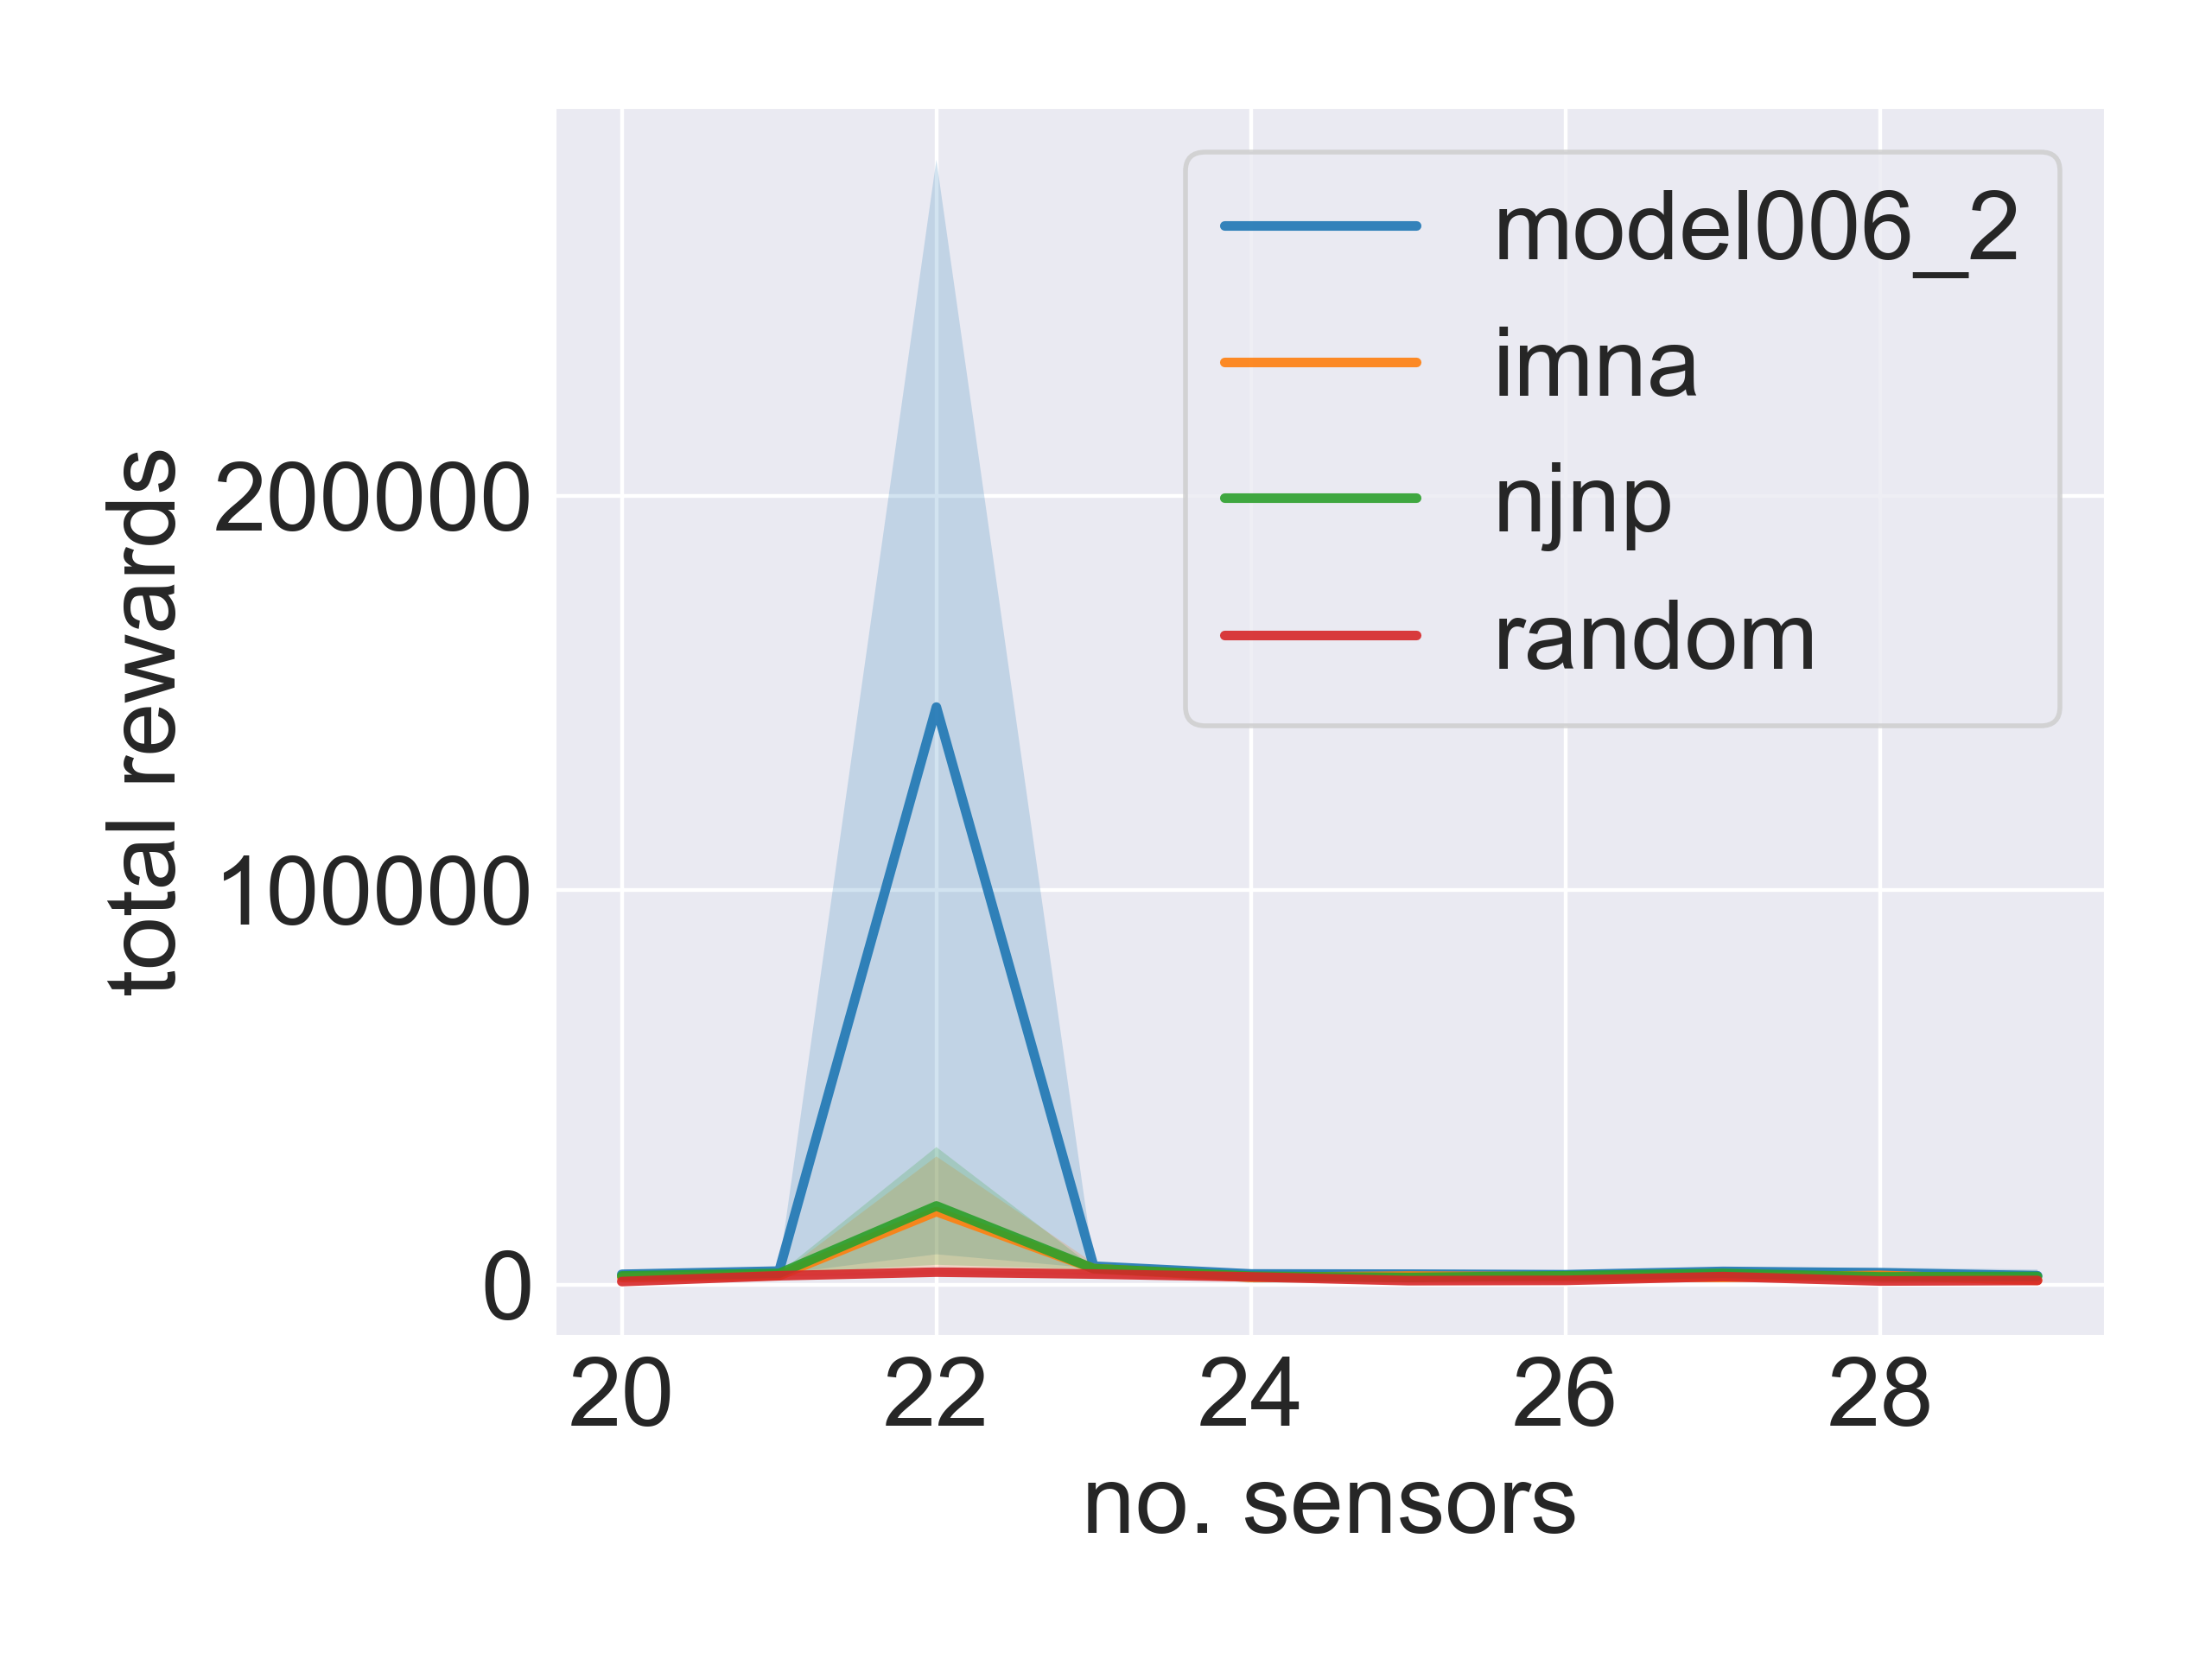 total rewards
200000
100000
0
20 22 24 26 28
no. sensors
model006_2
imna
njnp
random